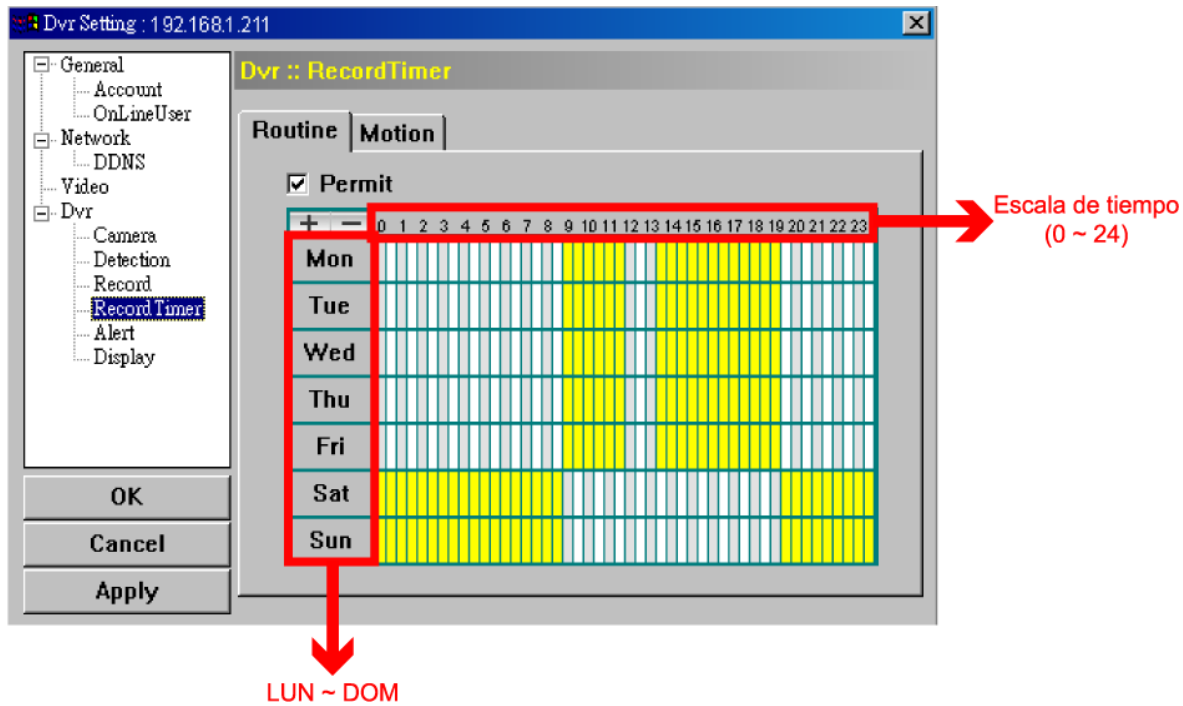 Dvr Setting : 192.168.1.211
General
Account
OnLineUser
Network
DDNS
Video
Dvr
Camera
Detection
Record
RecordTimer
Alert
Display
OK
Cancel
Apply
Dvr :: RecordTimer
Routine
Motion
Permit
+ − 0 1 2 3 4 5 6 7 8 9 10 11 12 13 14 15 16 17 18 19 20 21 22 23
Mon
Tue
Wed
Thu
Fri
Sat
Sun
Escala de tiempo
(0 ~ 24)
LUN ~ DOM